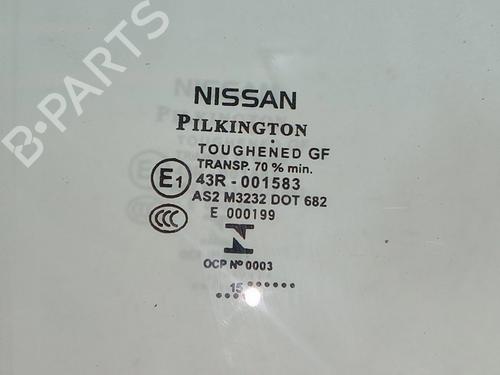 B-PARTS
NISSAN
PILKINGTON
TOUGHENED GF
TRANSP. 70 % min.
E1 43R - 001583
AS2 M3232 DOT 682
CCC E 000199
N
OCP Nº 0003
15